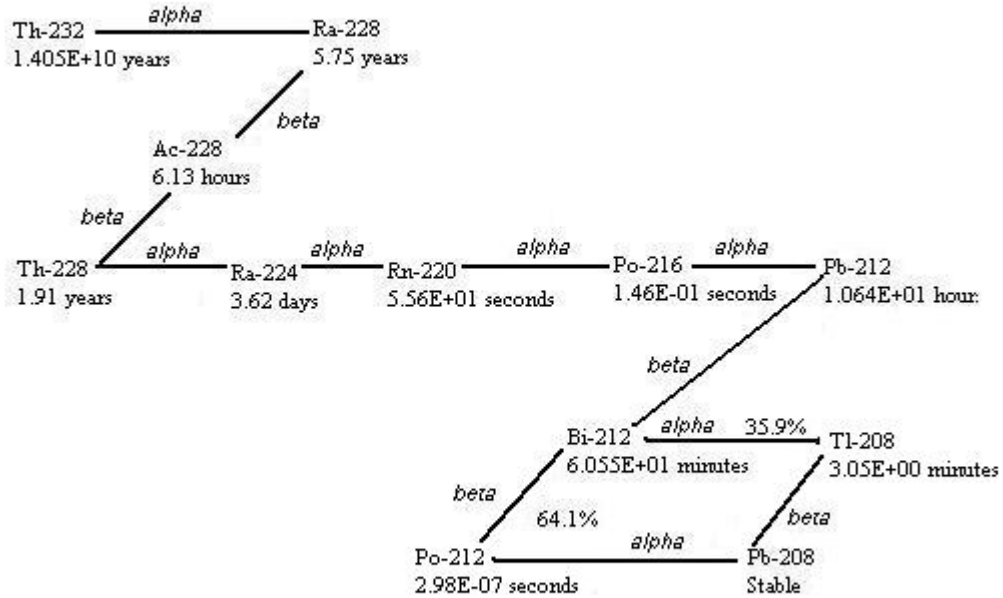 alpha
Th-232
Ra-228
1.405E+10 years
5.75 years
beta
Ac-228
6.13 hours
beta
alpha
alpha
alpha
alpha
Th-228
Ra-224
Rn-220
Po-216
Pb-212
1.91 years
3.62 days
5.56E+01 seconds
1.46E-01 seconds
1.064E+01 hour:
beta
Bi-212
alpha
35.9%
Tl-208
6.055E+01 minutes
3.05E+00 minutes
beta
64.1%
beta
Po-212
alpha
Pb-208
2.98E-07 seconds
Stable